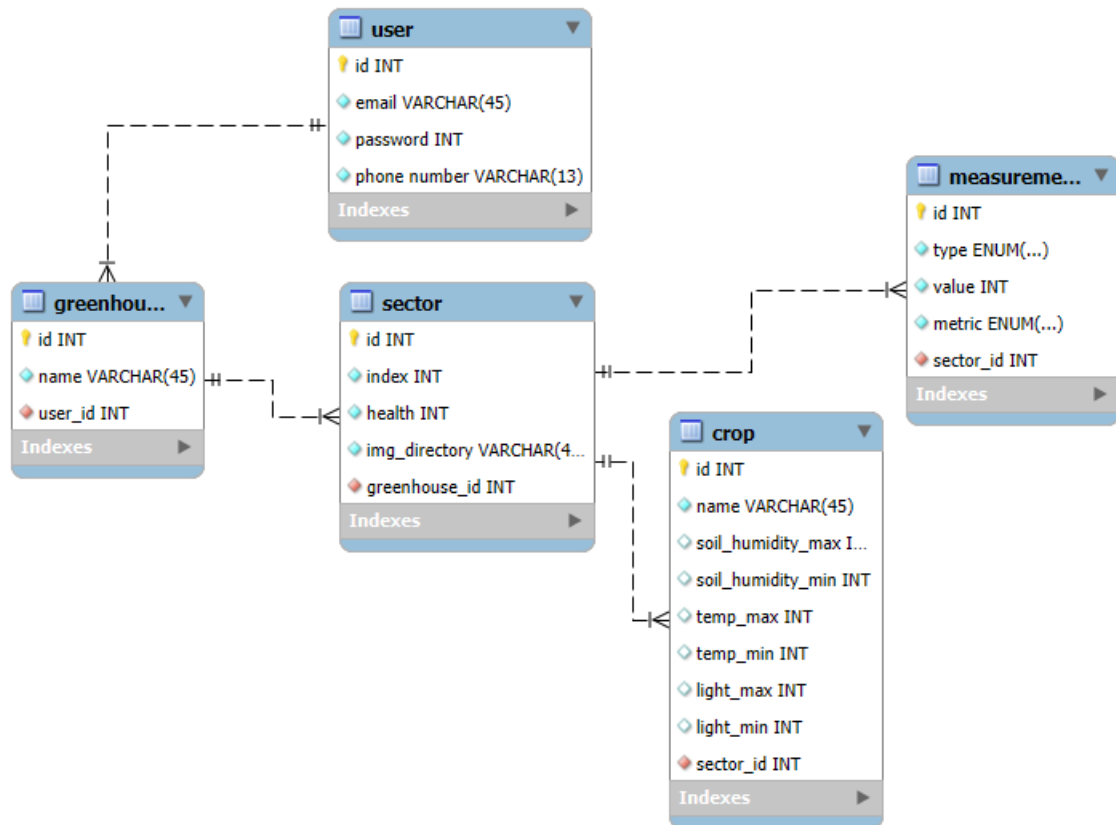 user
id INT
email VARCHAR(45)
password INT
phone number VARCHAR(13)
Indexes
greenhou...
id INT
name VARCHAR(45)
user_id INT
Indexes
sector
id INT
index INT
health INT
img_directory VARCHAR(4...
greenhouse_id INT
Indexes
measureme...
id INT
type ENUM(...)
value INT
metric ENUM(...)
sector_id INT
Indexes
crop
id INT
name VARCHAR(45)
soil_humidity_max I...
soil_humidity_min INT
temp_max INT
temp_min INT
light_max INT
light_min INT
sector_id INT
Indexes